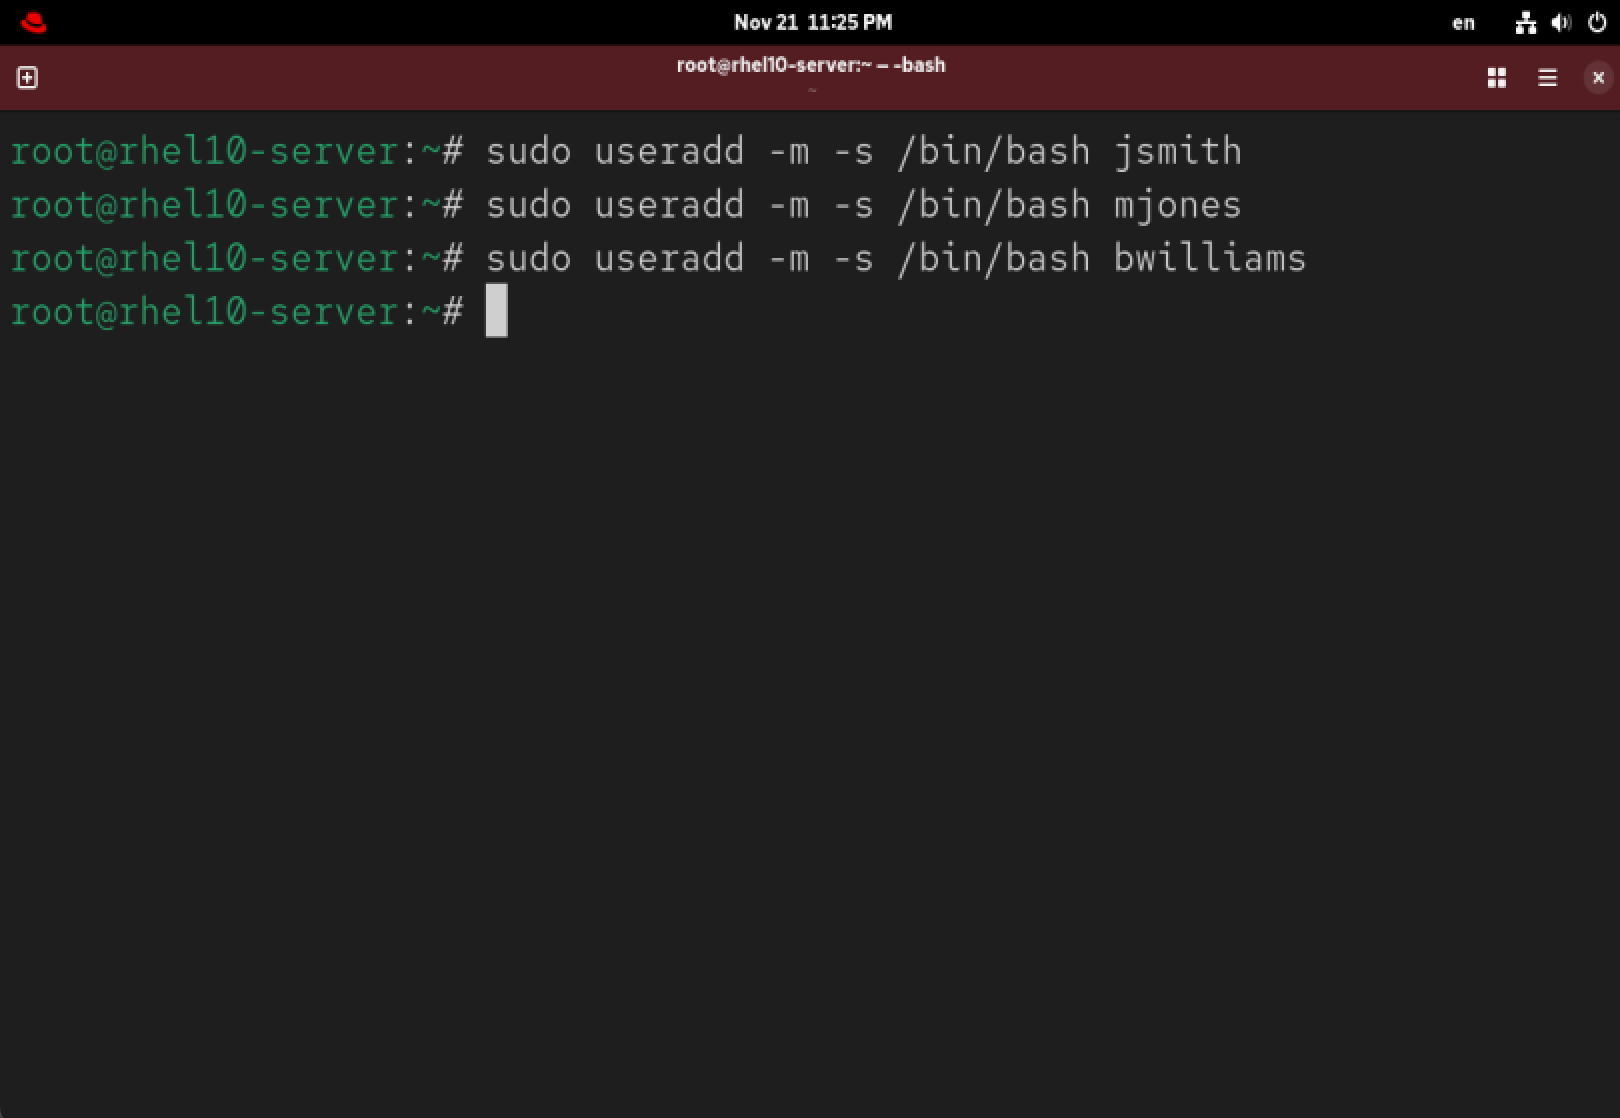 Nov 21 11:25 PM
en
root@rhel10-server:~ – -bash
~
root@rhel10-server:~# sudo useradd -m -s /bin/bash jsmith
root@rhel10-server:~# sudo useradd -m -s /bin/bash mjones
root@rhel10-server:~# sudo useradd -m -s /bin/bash bwilliams
root@rhel10-server:~#